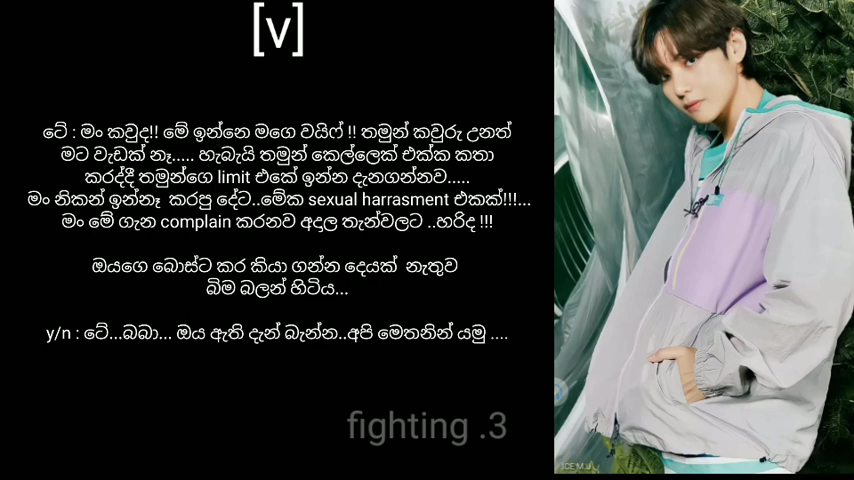 [v]
ටේ : මං කවුද!! මේ ඉන්නෙ මගෙ වයිෆ් !! තමුන් කවුරු උනත්
මට වැඩක් නෑ..... හැබැයි තමුන් කෙල්ලෙක් එක්ක කතා
කරද්දී තමුන්ගෙ limit එකේ ඉන්න දැනගන්නව.....
මං නිකන් ඉන්නෑ කරපු දේට..මේක sexual harrasment එකක්!!!...
මං මේ ගැන complain කරනව අදාල තැන්වලට ..හරිද !!!
ඔයගෙ බොස්ට කර කියා ගන්න දෙයක් නැතුව
බිම බලන් හිටිය...
y/n : ටේ...බබා... ඔය ඇති දැන් බැන්න..අපි මෙතනින් යමු ....
fighting .3